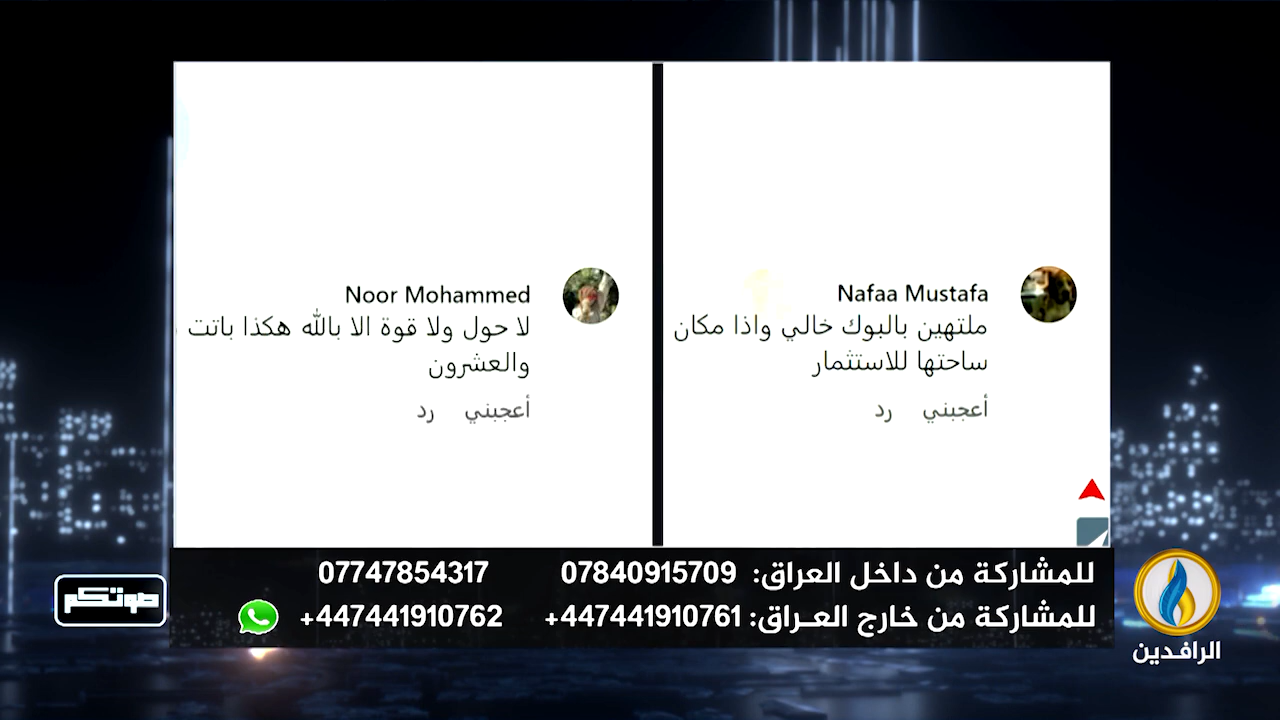 Nafaa Mustafa
ملتهين بالبوك خالي واذا مكان
ساحتها للاستثمار
أعجبني رد
Noor Mohammed
لا حول ولا قوة الا بالله هكذا باتت
والعشرون
أعجبني رد
للمشاركة من داخل العراق: 07840915709 07747854317
للمشاركة من خارج العـراق: 447441910761+ 447441910762+
صوتكم
الرافدين